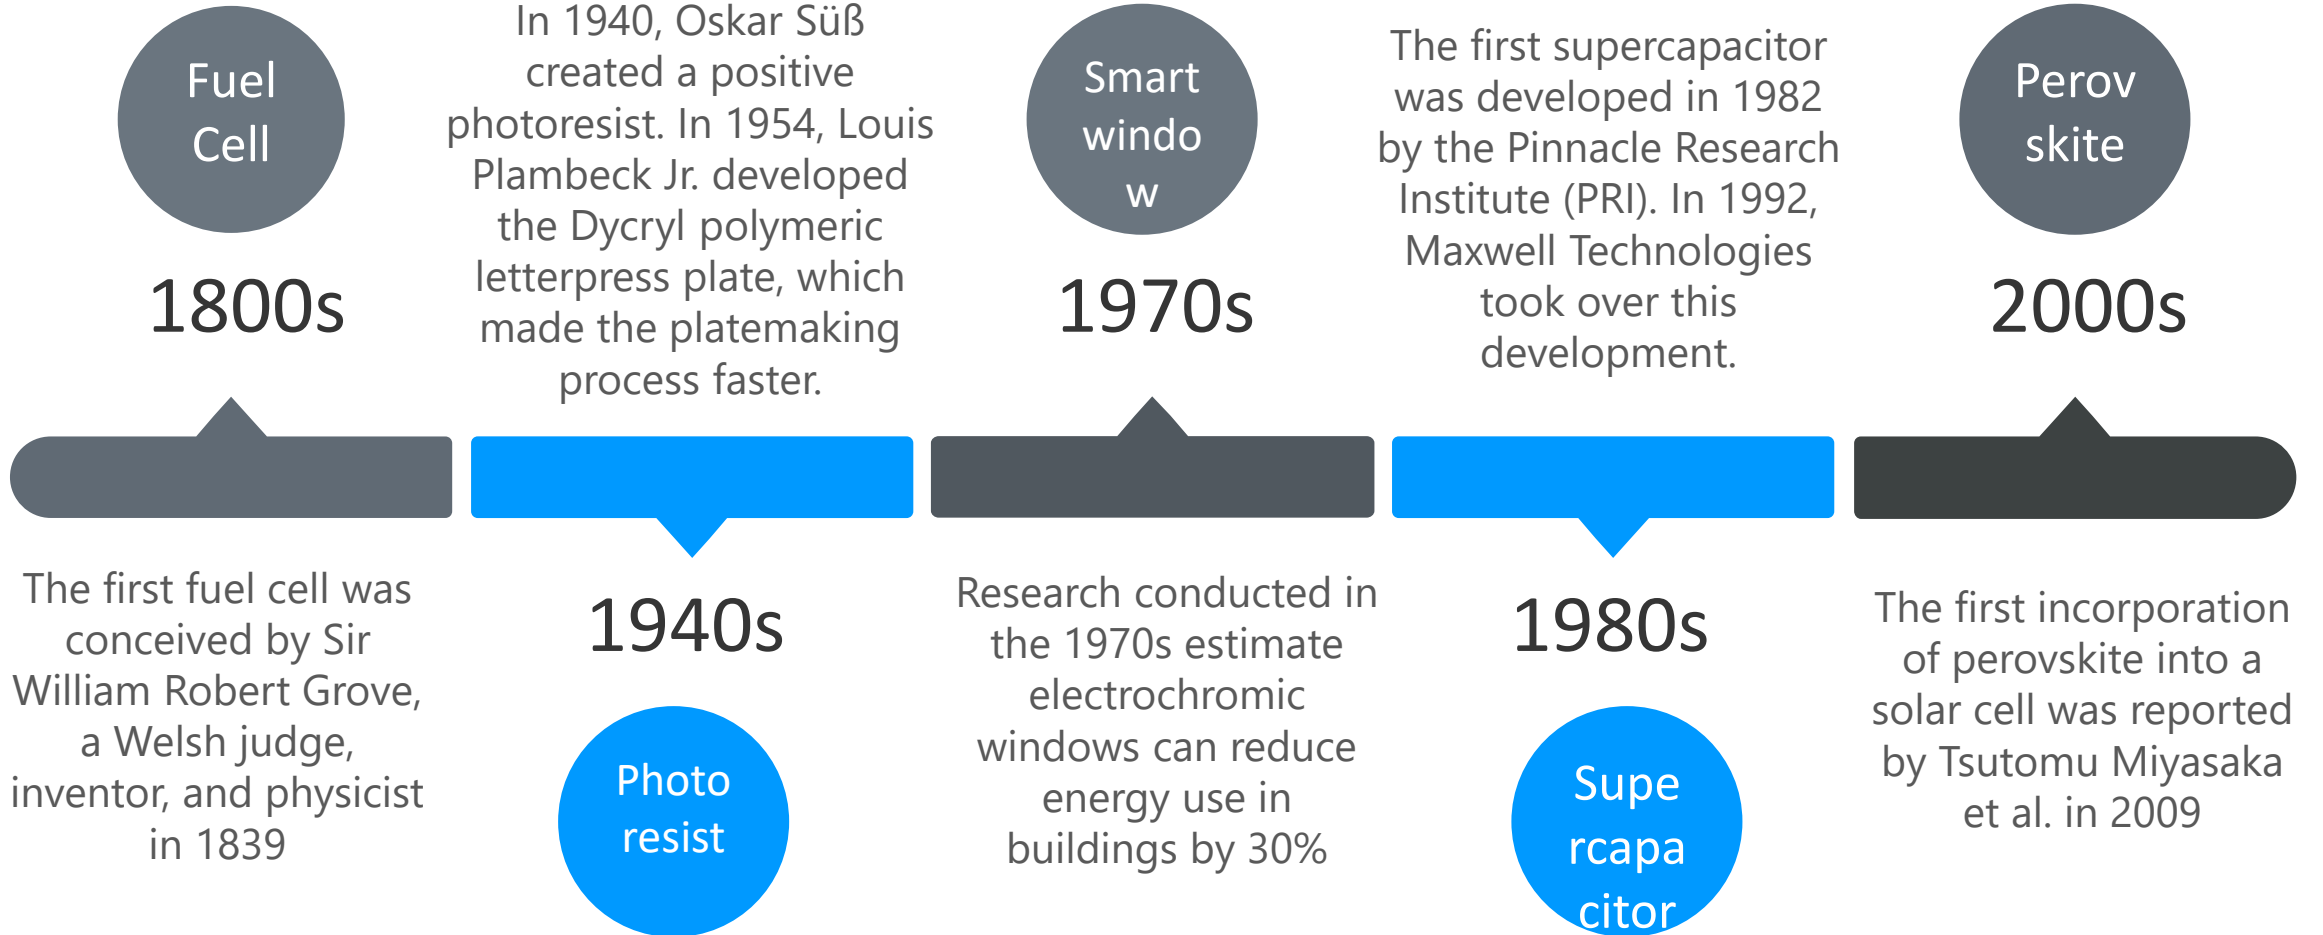 Fuel
Cell
1800s
The first fuel cell was
conceived by Sir
William Robert Grove,
a Welsh judge,
inventor, and physicist
in 1839
In 1940, Oskar Süß
created a positive
photoresist. In 1954, Louis
Plambeck Jr. developed
the Dycryl polymeric
letterpress plate, which
made the platemaking
process faster.
1940s
Photo
resist
Smart
windo
w
1970s
Research conducted in
the 1970s estimate
electrochromic
windows can reduce
energy use in
buildings by 30%
The first supercapacitor
was developed in 1982
by the Pinnacle Research
Institute (PRI). In 1992,
Maxwell Technologies
took over this
development.
1980s
Supe
rcapa
citor
Perov
skite
2000s
The first incorporation
of perovskite into a
solar cell was reported
by Tsutomu Miyasaka
et al. in 2009